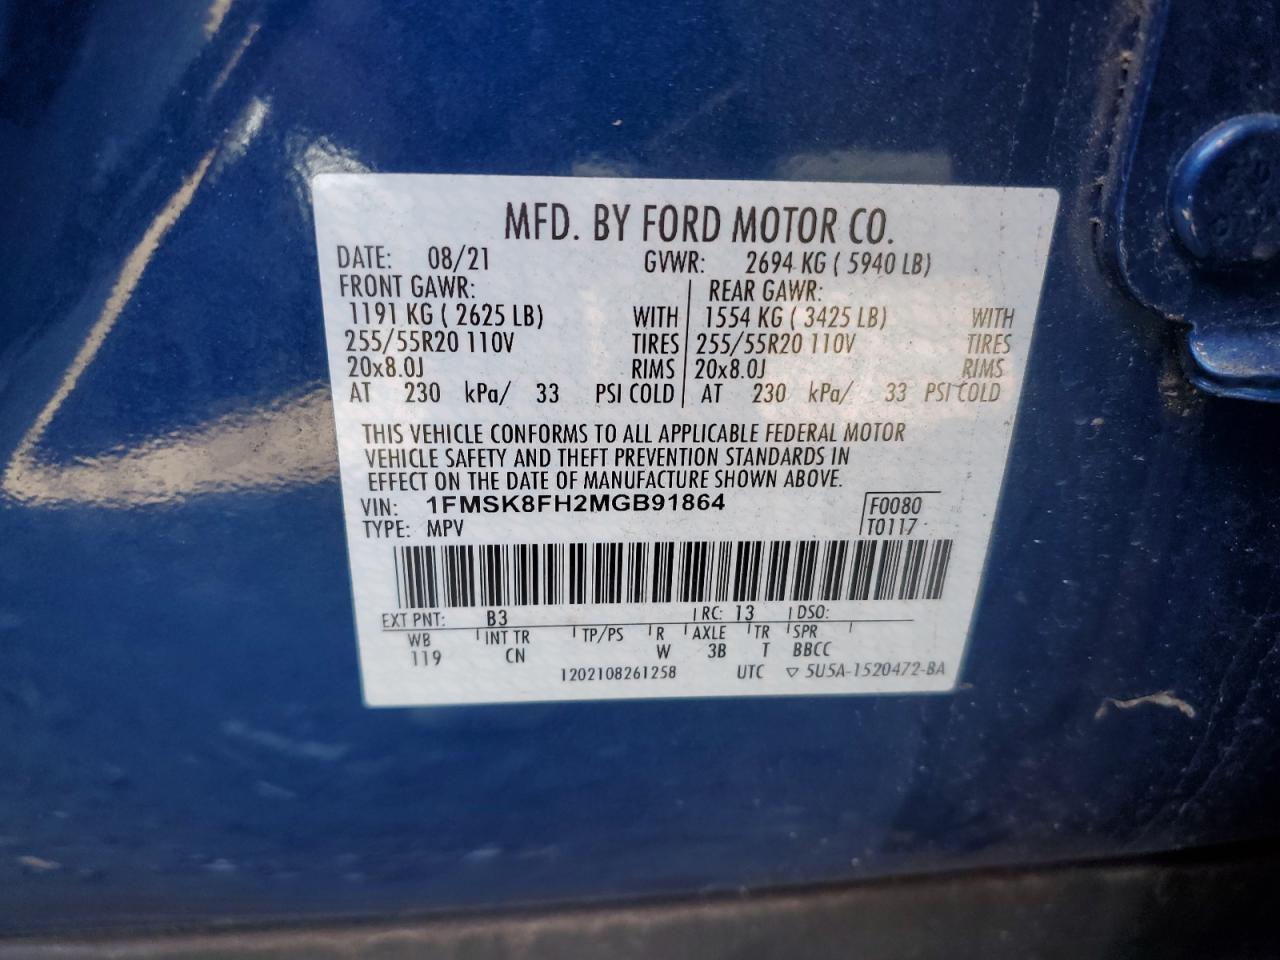 MFD. BY FORD MOTOR CO.
DATE: 08/21 GVWR: 2694 KG ( 5940 LB)
FRONT GAWR: REAR GAWR:
1191 KG ( 2625 LB) WITH 1554 KG ( 3425 LB) WITH
255/55R20 110V TIRES 255/55R20 110V TIRES
20x8.0J RIMS 20x8.0J RIMS
AT 230 kPa/ 33 PSI COLD AT 230 kPa/ 33 PSI COLD
THIS VEHICLE CONFORMS TO ALL APPLICABLE FEDERAL MOTOR
VEHICLE SAFETY AND THEFT PREVENTION STANDARDS IN
EFFECT ON THE DATE OF MANUFACTURE SHOWN ABOVE.
VIN: 1FMSK8FH2MGB91864 F0080
TYPE: MPV T0117
EXT PNT: B3 RC: 13 DSO:
WB INT TR TP/PS R AXLE TR SPR
119 CN W 3B T BBCC
1202108261258 UTC ▽ 5U5A-1520472-BA